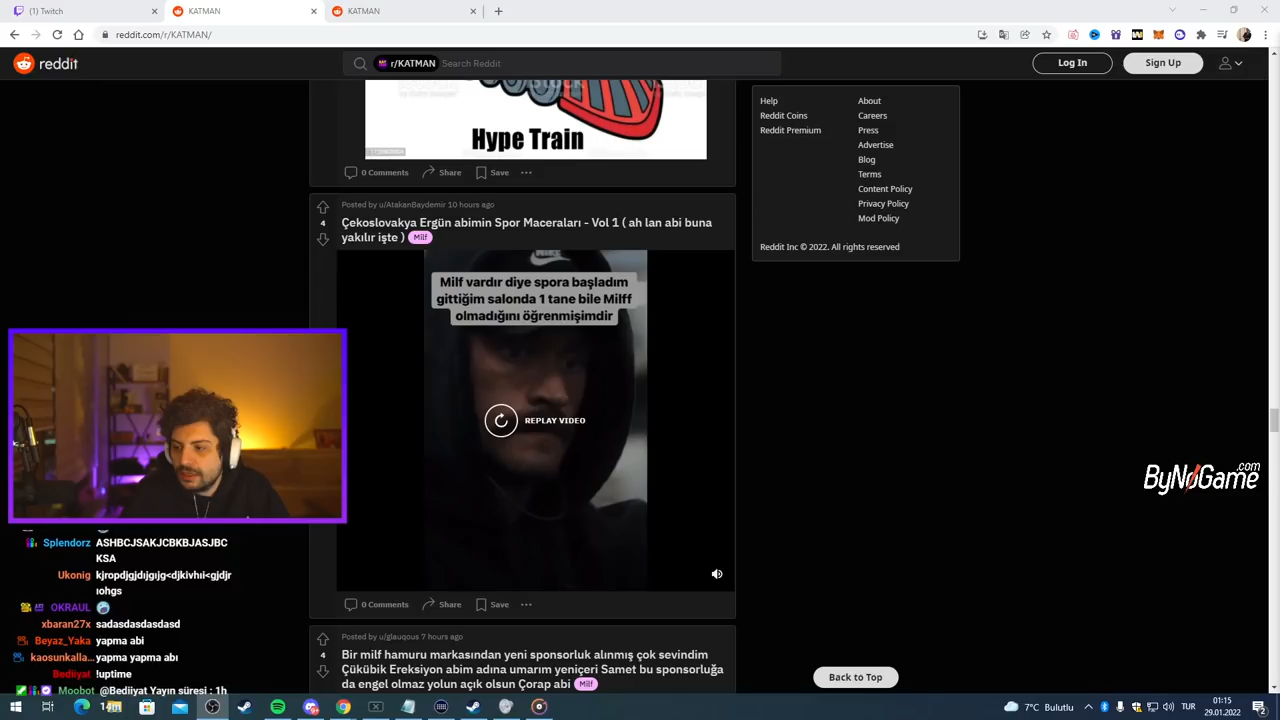 (1) Twitch
KATMAN
KATMAN
reddit.com/r/KATMAN/
reddit
r/KATMAN
Search Reddit
Log In
Sign Up
Hype Train
0 Comments
Share
Save
Posted by u/AtakanBaydemir 10 hours ago
4
Çekoslovakya Ergün abimin Spor Maceraları - Vol 1 ( ah lan abi buna
yakılır işte ) Milf
Milf vardır diye spora başladım
gittiğim salonda 1 tane bile Milff
olmadığını öğrenmişimdir
REPLAY VIDEO
0 Comments
Share
Save
Posted by u/glauqous 7 hours ago
4
Bir milf hamuru markasından yeni sponsorluk alınmış çok sevindim
Çükübik Ereksiyon abim adına umarım yeniçeri Samet bu sponsorluğa
da engel olmaz yolun açık olsun Çorap abi Milf
Help
Reddit Coins
Reddit Premium
About
Careers
Press
Advertise
Blog
Terms
Content Policy
Privacy Policy
Mod Policy
Reddit Inc © 2022. All rights reserved
ByNoGame.com
Back to Top
Splendorz ASHBCJSAKJCBKBJASJBC
KSA
Ukonig kjropdjgjdıjgıjg<djkivhıi<gjdjr
ıohgs
OKRAUL
xbaran27x sadasdasdasdasd
Beyaz_Yaka yapma abi
kaosunkalla... yapma yapma abı
Bediiya! !uptime
Moobot @Bediiyat Yayın süresi : 1h
7°C Bulutlu
TUR
01:15
29.01.2022
2